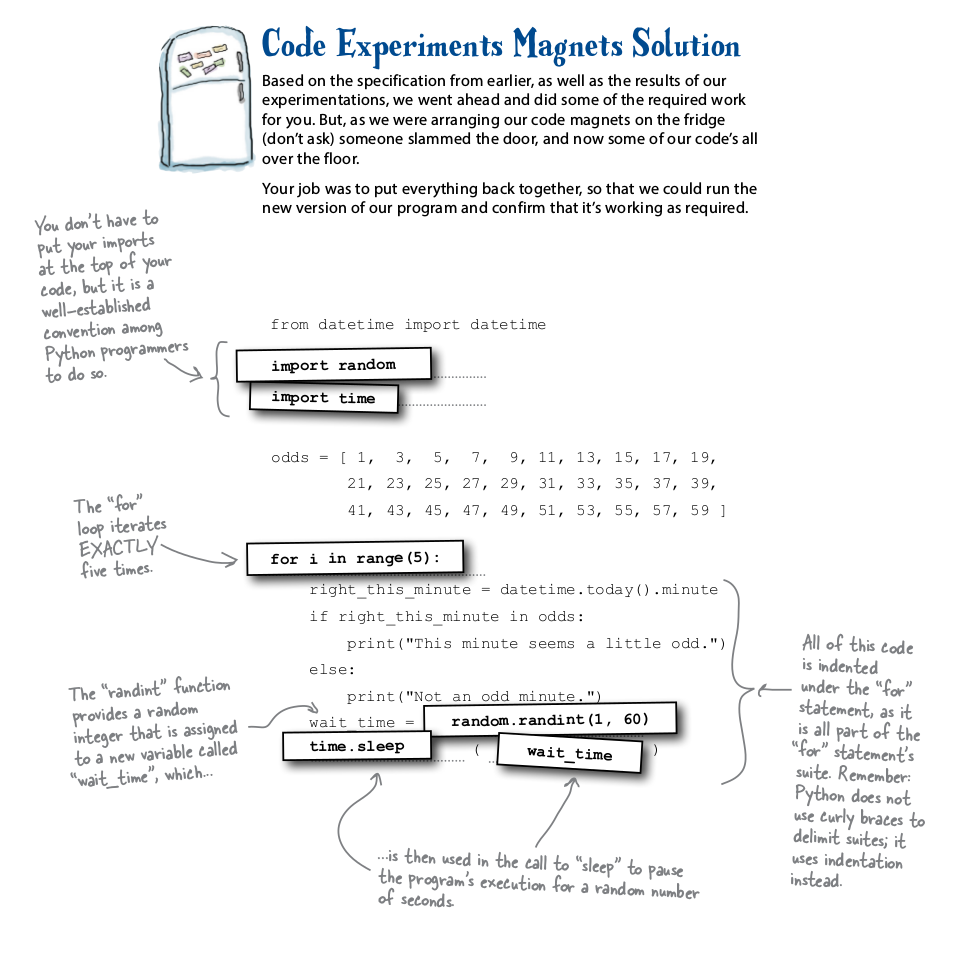 Code Experiments Magnets Solution
Based on the specification from earlier, as well as the results of our
experimentations, we went ahead and did some of the required work
for you. But, as we were arranging our code magnets on the fridge
(don't ask) someone slammed the door, and now some of our code's all
over the floor.
Your job was to put everything back together, so that we could run the
new version of our program and confirm that it's working as required.
You don't have to
put your imports
at the top of your
code, but it is a
well-established
convention among
Python programmers
to do so.
from datetime import datetime
import random
import time
odds = [ 1, 3, 5, 7, 9, 11, 13, 15, 17, 19,
21, 23, 25, 27, 29, 31, 33, 35, 37, 39,
41, 43, 45, 47, 49, 51, 53, 55, 57, 59 ]
The "for"
loop iterates
EXACTLY
five times.
for i in range(5):
right_this_minute = datetime.today().minute
if right_this_minute in odds:
print("This minute seems a little odd.")
else:
print("Not an odd minute.")
wait_time = random.randint(1, 60)
time.sleep ( wait_time )
The "randint" function
provides a random
integer that is assigned
to a new variable called
"wait_time", which...
...is then used in the call to "sleep" to pause
the program's execution for a random number
of seconds.
All of this code
is indented
under the "for"
statement, as it
is all part of the
"for" statement's
suite. Remember:
Python does not
use curly braces to
delimit suites; it
uses indentation
instead.